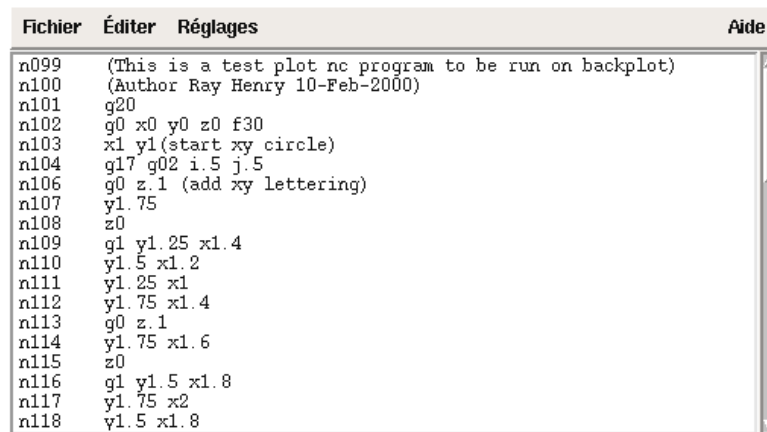 Fichier Éditer Réglages Aide
n099 (This is a test plot nc program to be run on backplot)
n100 (Author Ray Henry 10-Feb-2000)
n101 g20
n102 g0 x0 y0 z0 f30
n103 x1 y1(start xy circle)
n104 g17 g02 i.5 j.5
n106 g0 z.1 (add xy lettering)
n107 y1.75
n108 z0
n109 g1 y1.25 x1.4
n110 y1.5 x1.2
n111 y1.25 x1
n112 y1.75 x1.4
n113 g0 z.1
n114 y1.75 x1.6
n115 z0
n116 g1 y1.5 x1.8
n117 y1.75 x2
n118 y1.5 x1.8